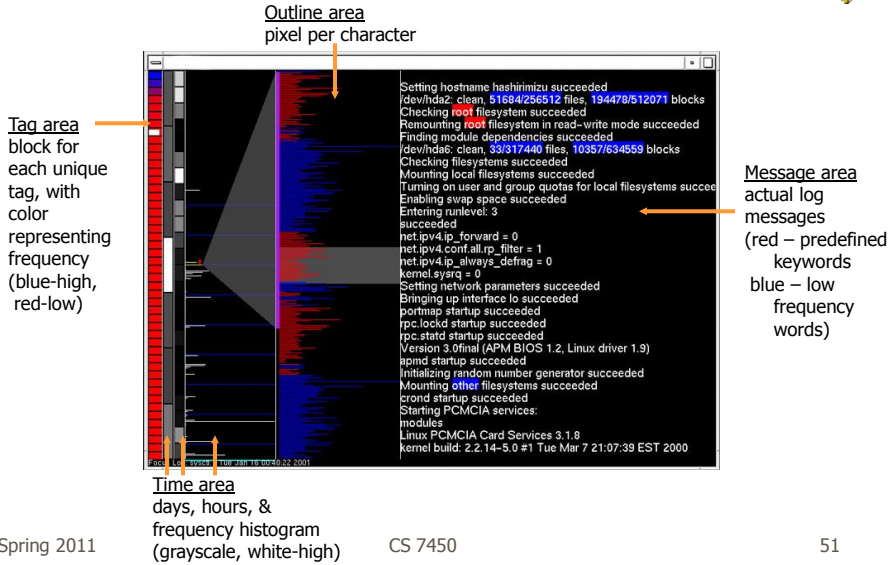 Outline area
pixel per character
Tag area
block for
each unique
tag, with
color
representing
frequency
(blue-high,
red-low)
Setting hostname hashirimizu succeeded
/dev/hda2: clean, 51684/256512 files, 194478/512071 blocks
Checking root filesystem succeeded
Remounting root filesystem in read-write mode succeeded
Finding module dependencies succeeded
/dev/hda6: clean, 33/317440 files, 10357/634559 blocks
Checking filesystems succeeded
Mounting local filesystems succeeded
Turning on user and group quotas for local filesystems succee
Enabling swap space succeeded
Entering runlevel: 3
succeeded
net.ipv4.ip_forward = 0
net.ipv4.conf.all.rp_filter = 1
net.ipv4.ip_always_defrag = 0
kernel.sysrq = 0
Setting network parameters succeeded
Bringing up interface lo succeeded
portmap startup succeeded
rpc.lockd startup succeeded
rpc.statd startup succeeded
Version 3.0final (APM BIOS 1.2, Linux driver 1.9)
apmd startup succeeded
Initializing random number generator succeeded
Mounting other filesystems succeeded
crond startup succeeded
Starting PCMCIA services:
modules
Linux PCMCIA Card Services 3.1.8
kernel build: 2.2.14-5.0 #1 Tue Mar 7 21:07:39 EST 2000
Message area
actual log
messages
(red – predefined
keywords
blue – low
frequency
words)
Tue Jan 16 00:40:22 2001
Time area
days, hours, &
frequency histogram
(grayscale, white-high)
Spring 2011
CS 7450
51